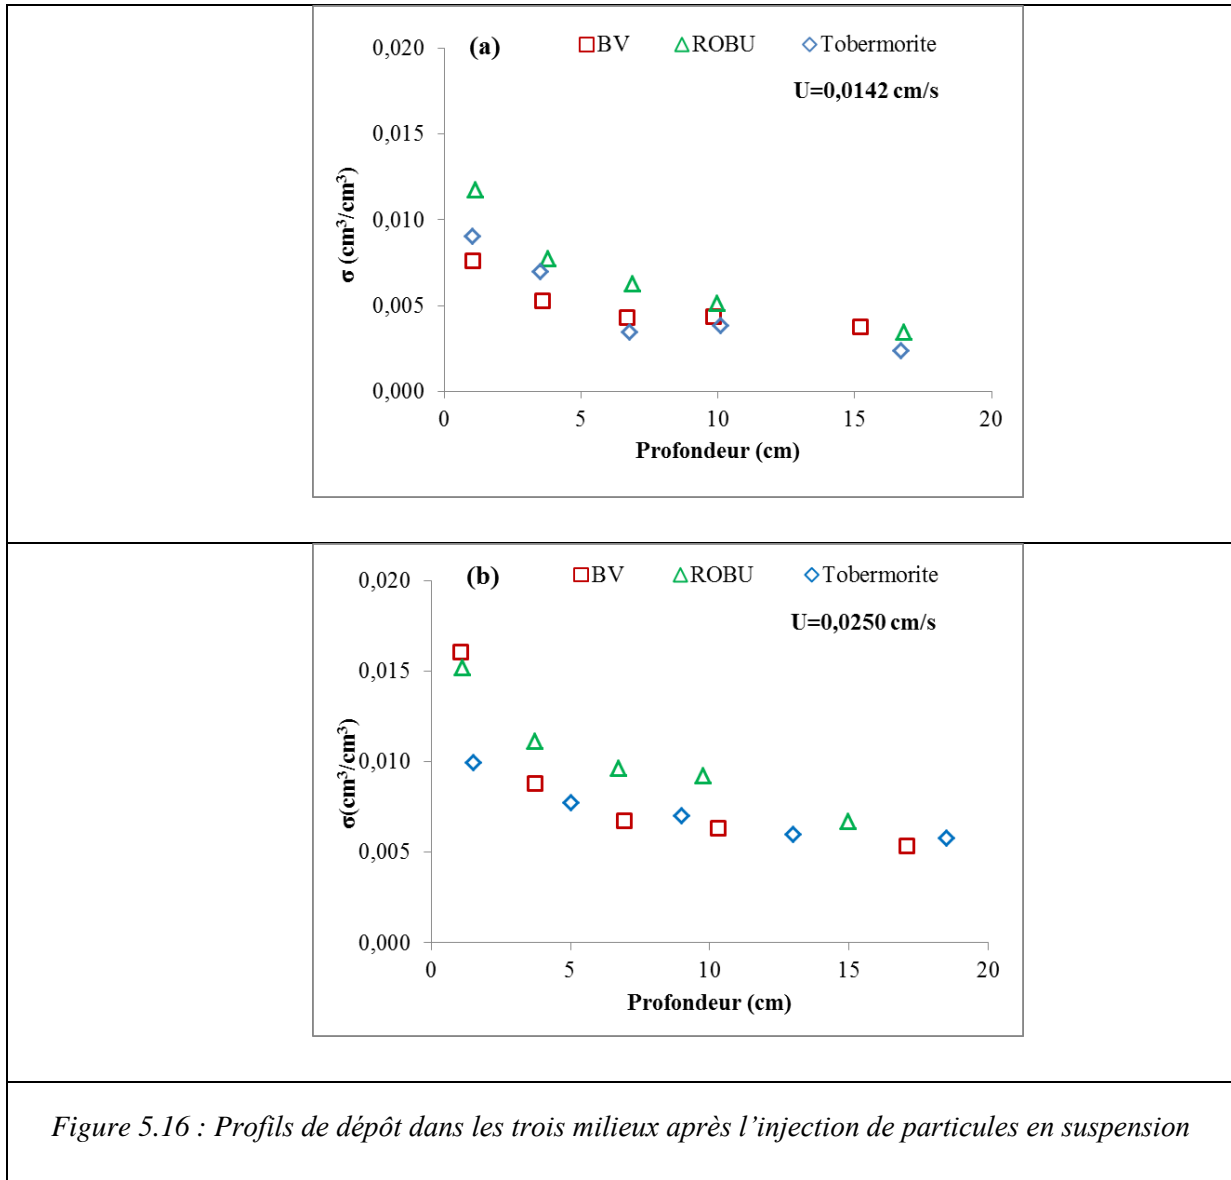 (a) BV ROBU Tobermorite
U=0,0142 cm/s
0,020
0,015
0,010
0,005
0,000
σ (cm³/cm³)
0 5 10 15 20
Profondeur (cm)
(b) BV ROBU Tobermorite
U=0,0250 cm/s
0,020
0,015
0,010
0,005
0,000
σ(cm³/cm³)
0 5 10 15 20
Profondeur (cm)
Figure 5.16 : Profils de dépôt dans les trois milieux après l’injection de particules en suspension